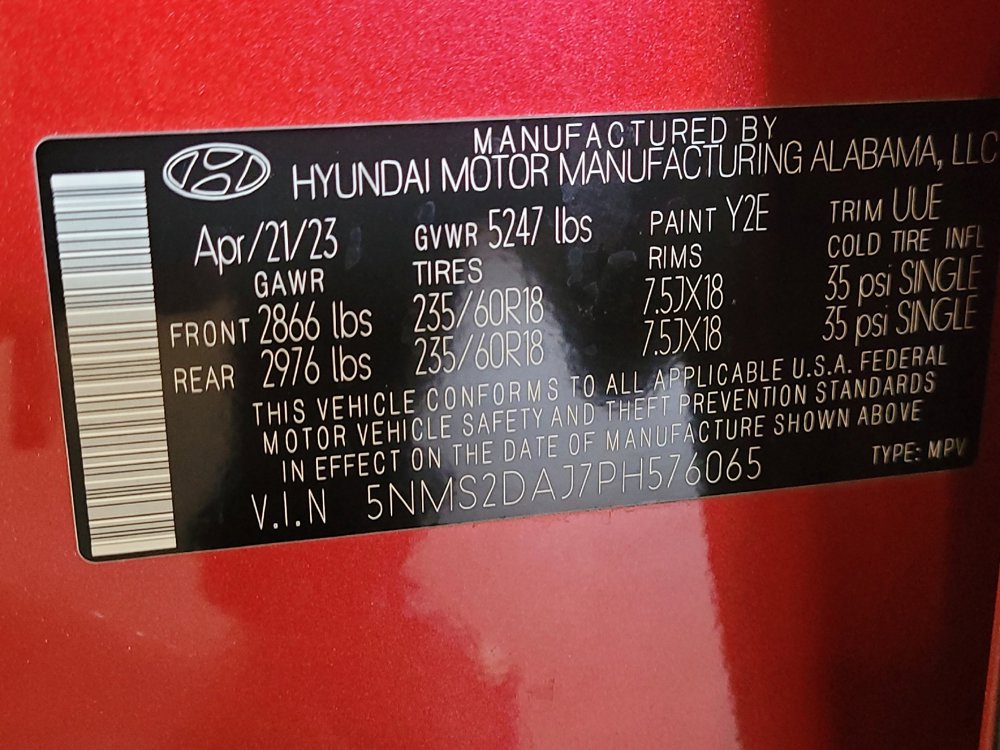 MANUFACTURED BY
HYUNDAI MOTOR MANUFACTURING ALABAMA, LLC
Apr/21/23 GVWR 5247 lbs PAINT Y2E TRIM UUE
GAWR TIRES RIMS COLD TIRE INFL
FRONT 2866 lbs 235/60R18 7.5JX18 35 psi SINGLE
REAR 2976 lbs 235/60R18 7.5JX18 35 psi SINGLE
THIS VEHICLE CONFORMS TO ALL APPLICABLE U.S.A. FEDERAL
MOTOR VEHICLE SAFETY AND THEFT PREVENTION STANDARDS
IN EFFECT ON THE DATE OF MANUFACTURE SHOWN ABOVE
V.I.N 5NMS2DAJ7PH576065 TYPE: MPV